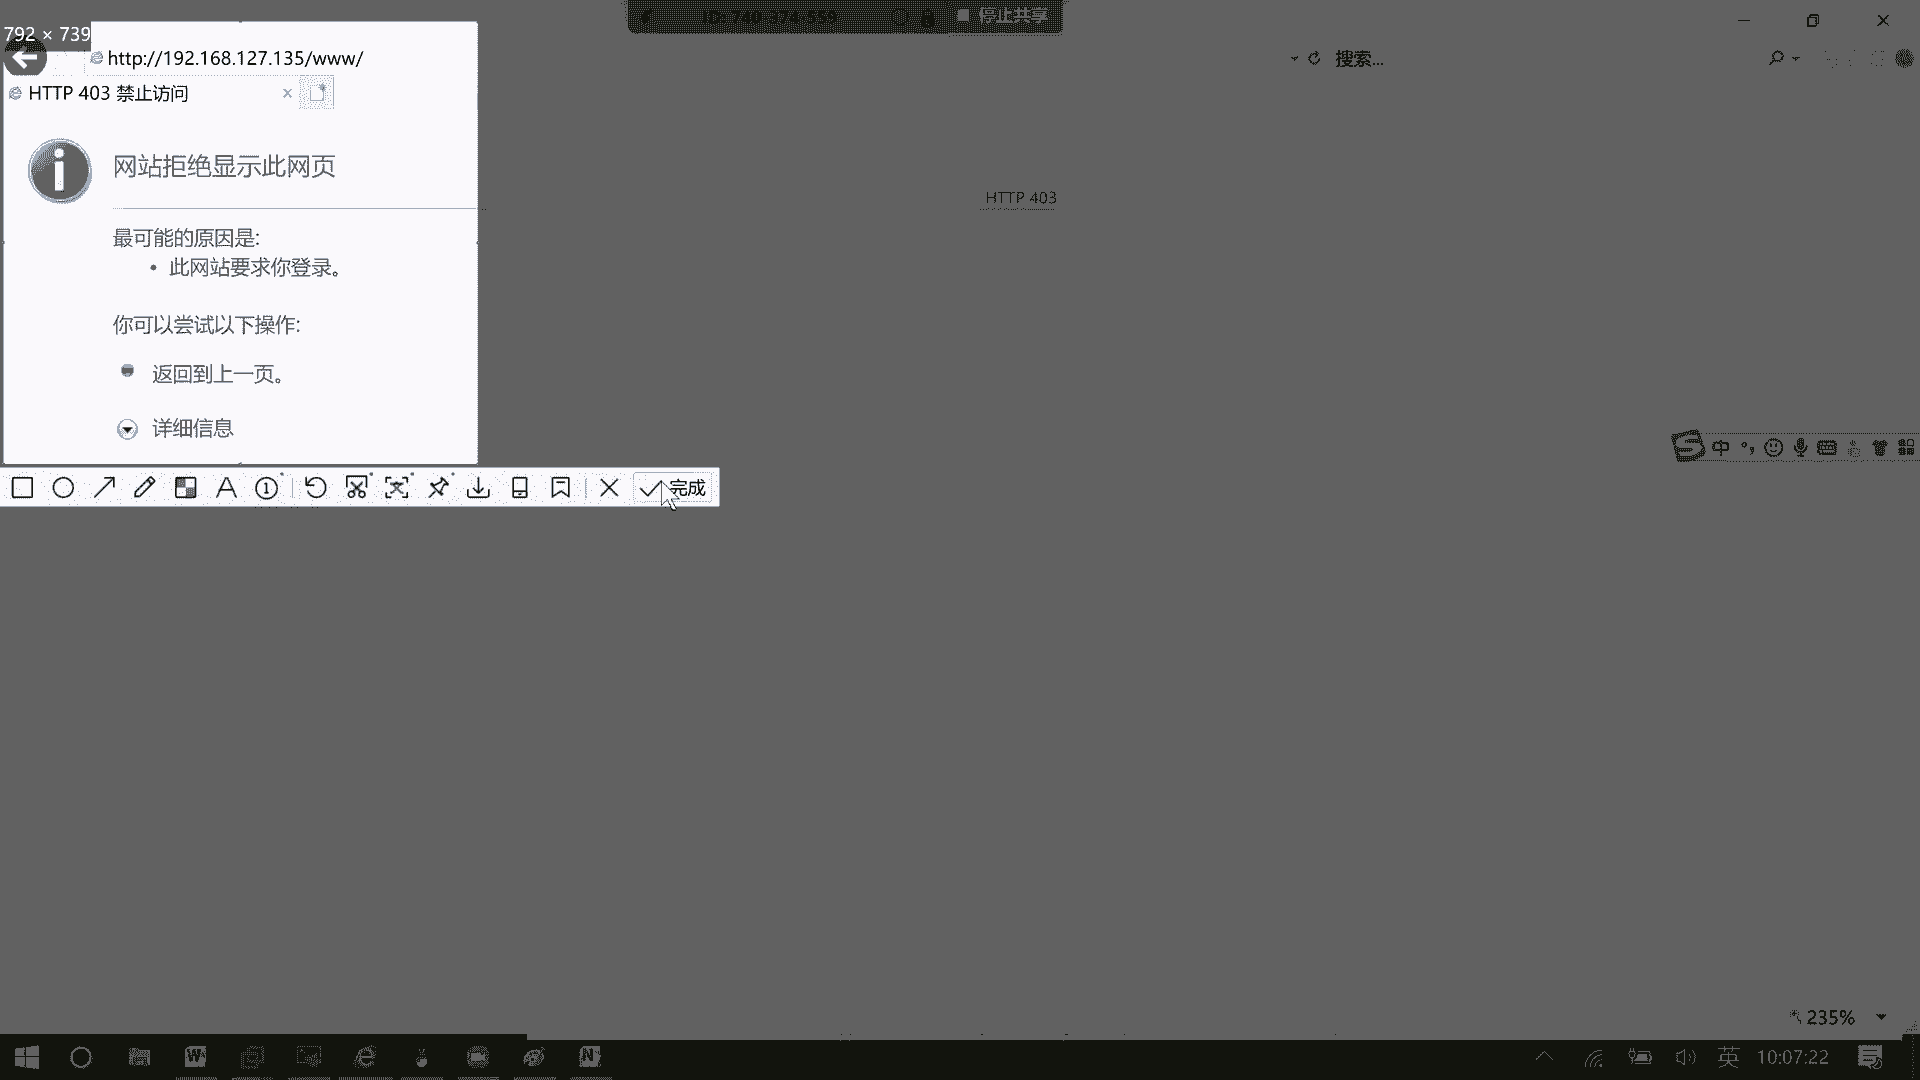 792 × 739
ID: 740-374-559
停止共享
http://192.168.127.135/www/
搜索...
HTTP 403 禁止访问
网站拒绝显示此网页
HTTP 403
最可能的原因是:
• 此网站要求你登录。
你可以尝试以下操作:
返回到上一页。
详细信息
中
完成
235%
英
10:07:22